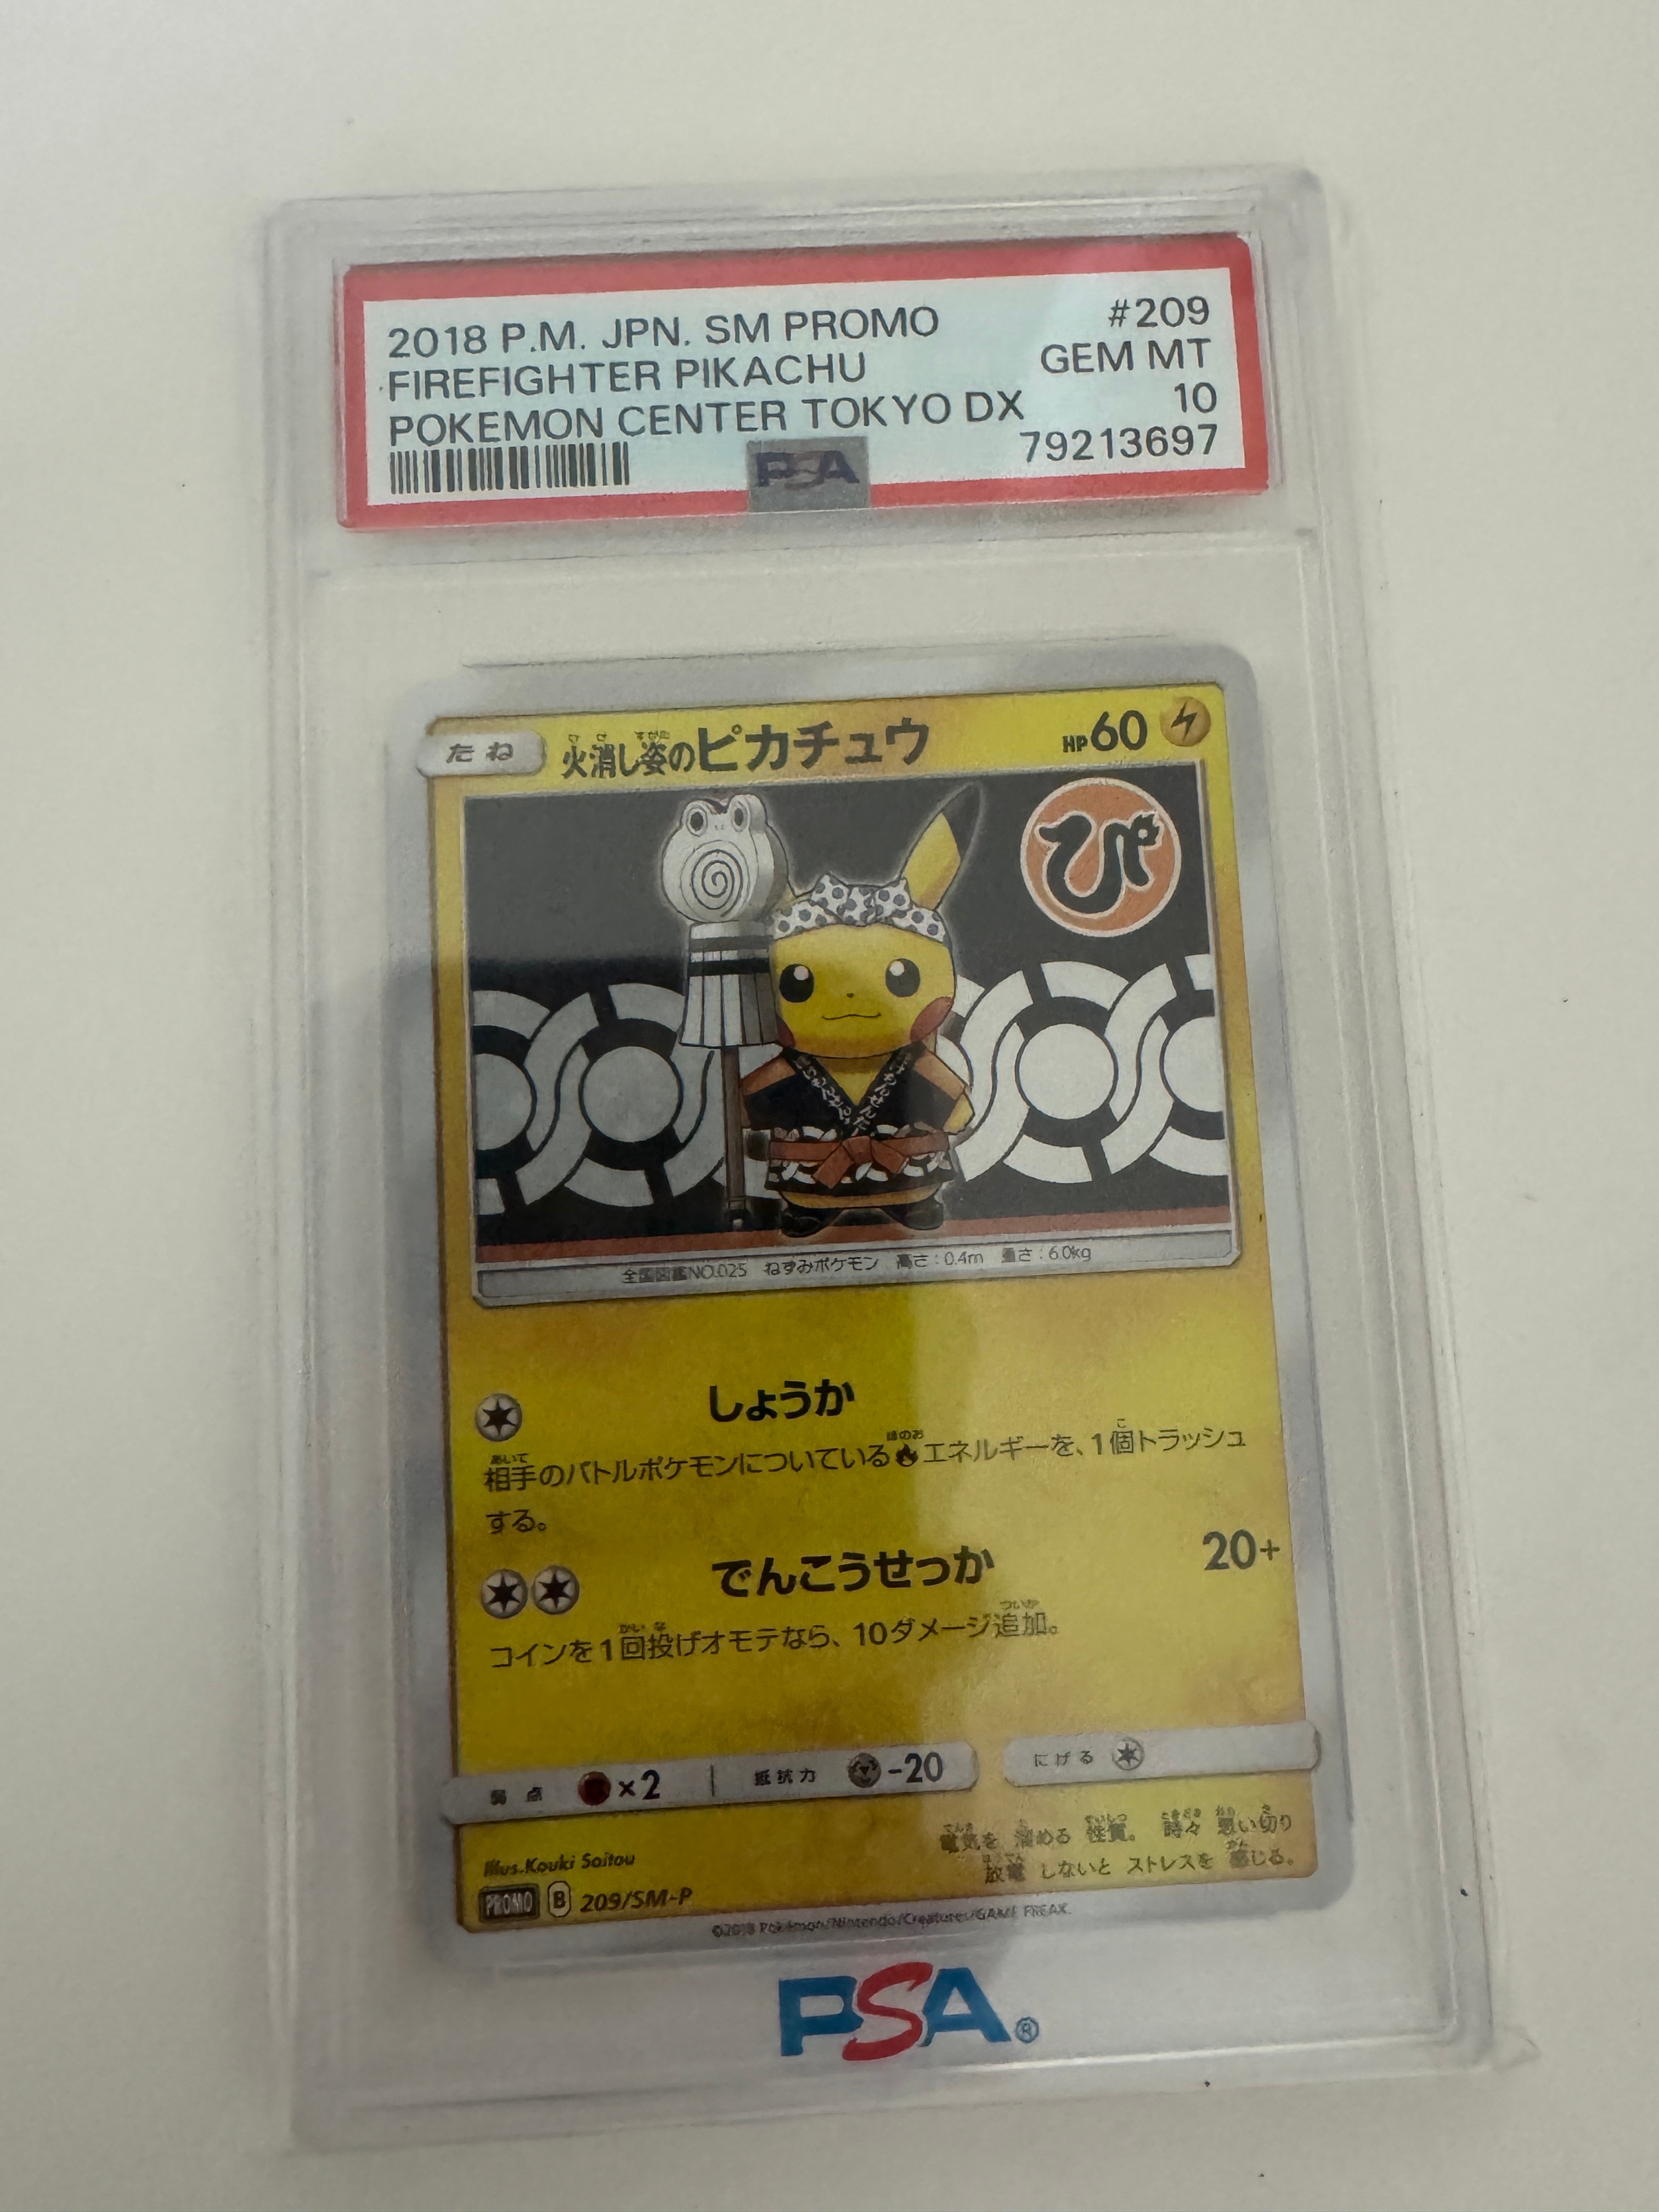 2018 P.M. JPN. SM PROMO #209
FIREFIGHTER PIKACHU GEM MT
POKEMON CENTER TOKYO DX 10
PSA 79213697
たね 火消し姿のピカチュウ HP60
ぴ
全国図鑑NO.025 ねずみポケモン 高さ:0.4m 重さ:6.0kg
しょうか
相手のバトルポケモンについているエネルギーを、1個トラッシュ
する。
でんこうせっか 20+
コインを1回投げオモテなら、10ダメージ追加。
弱点 ×2 抵抗力 -20 にげる
電気を 溜める 性質。 時々 思い切り
放電 しないと ストレスを 感じる。
Illus.Kouki Saitou
PROMO B 209/SM-P
©2018 Pokémon/Nintendo/Creatures/GAME FREAK.
PSA®